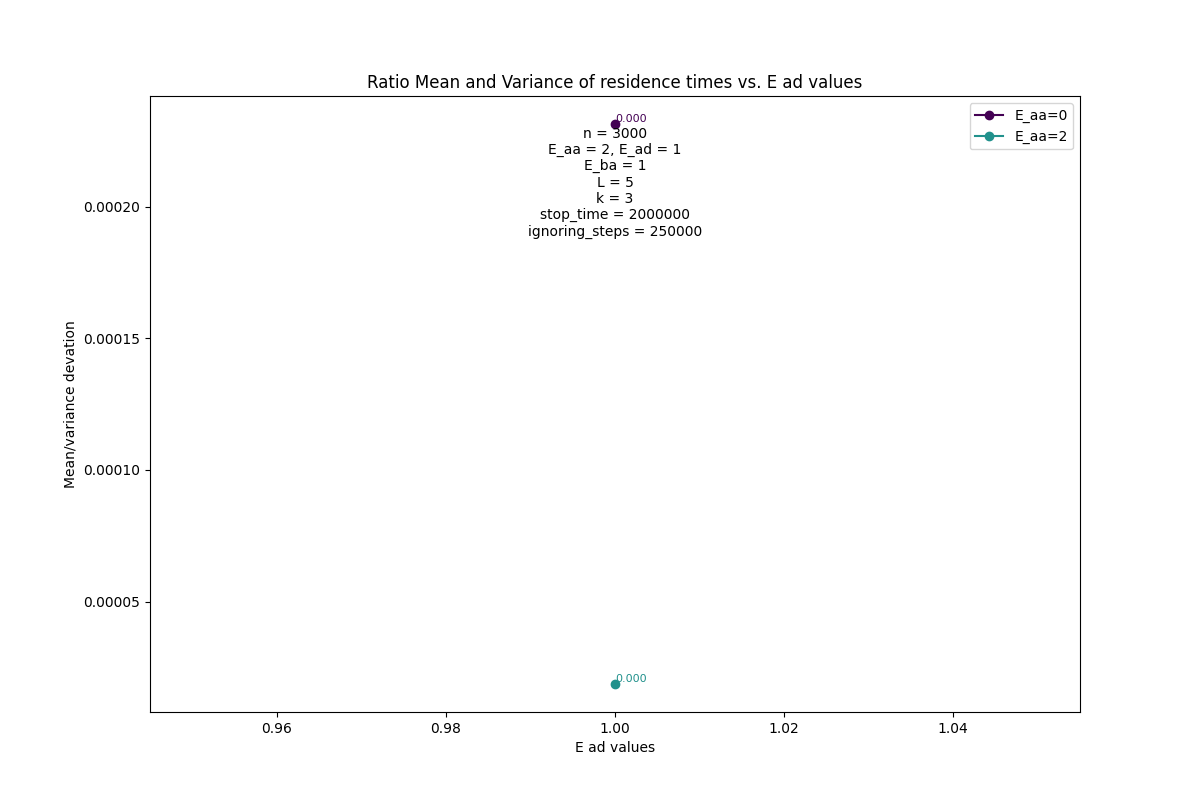 Ratio Mean and Variance of residence times vs. E ad values
0.000
E_aa=0
E_aa=2
n = 3000
E_aa = 2, E_ad = 1
E_ba = 1
L = 5
k = 3
stop_time = 2000000
ignoring_steps = 250000
0.00020
0.00015
0.00010
0.00005
Mean/variance devation
0.000
0.96
0.98
1.00
1.02
1.04
E ad values